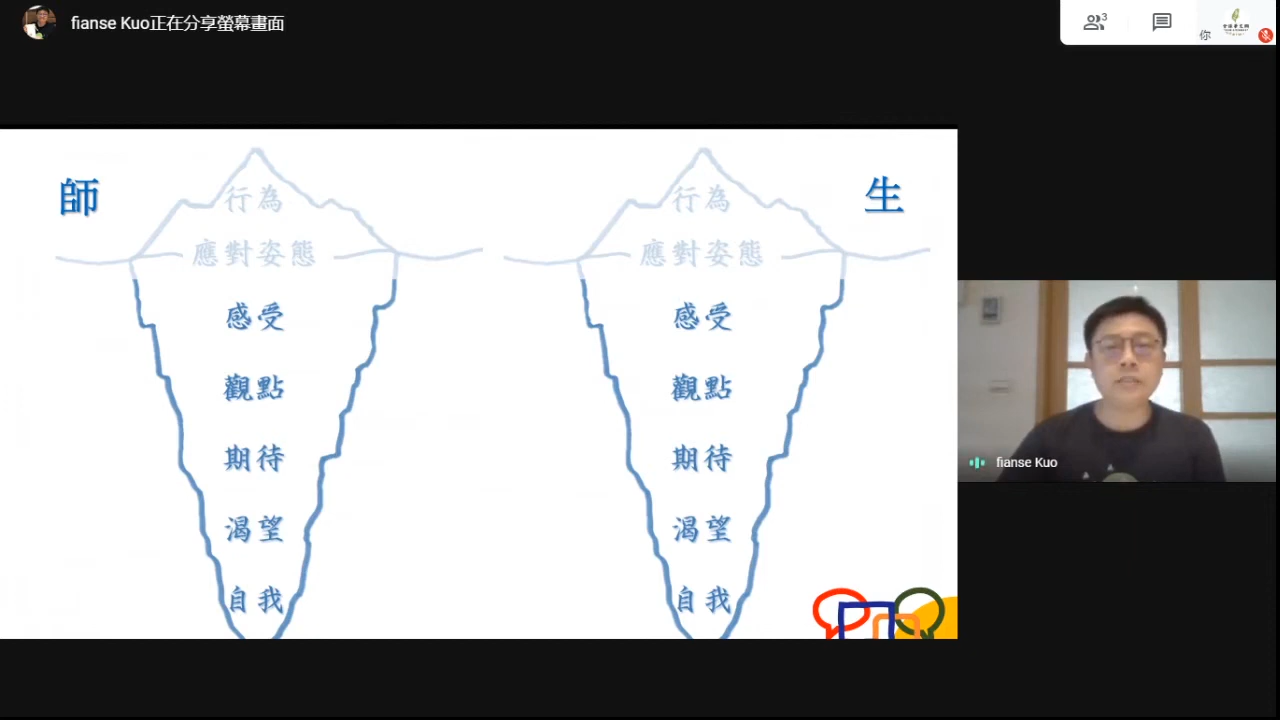 fianse Kuo正在分享螢幕畫面
3
你
師
生
行為
應對姿態
感受
觀點
期待
渴望
自我
行為
應對姿態
感受
觀點
期待
渴望
自我
fianse Kuo